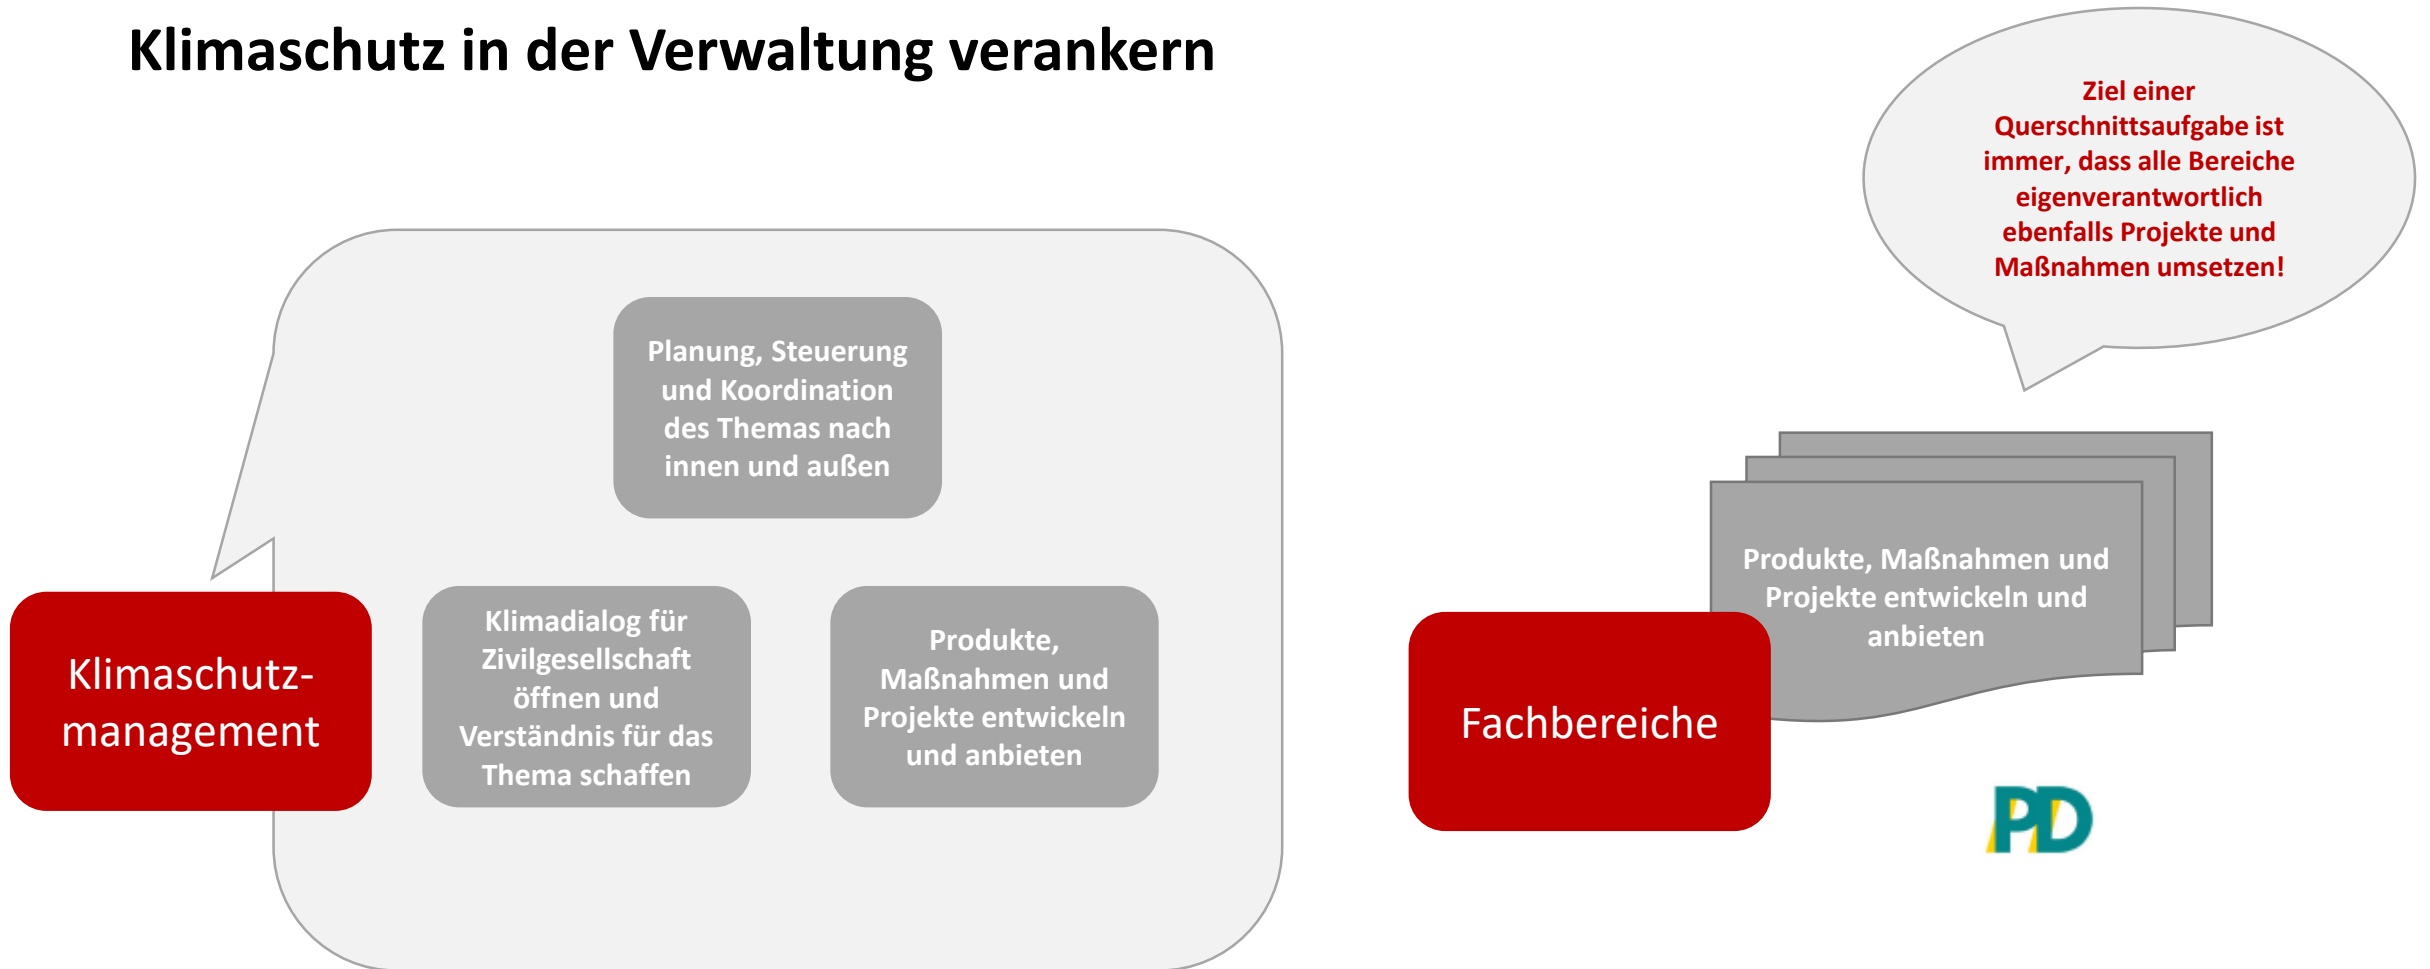 Klimaschutz in der Verwaltung verankern
Ziel einer
Querschnittsaufgabe ist
immer, dass alle Bereiche
eigenverantwortlich
ebenfalls Projekte und
Maßnahmen umsetzen!
Planung, Steuerung
und Koordination
des Themas nach
innen und außen
Klimaschutz-
management
Klimadialog für
Zivilgesellschaft
öffnen und
Verständnis für das
Thema schaffen
Produkte,
Maßnahmen und
Projekte entwickeln
und anbieten
Produkte, Maßnahmen und
Projekte entwickeln und
anbieten
Fachbereiche
PD